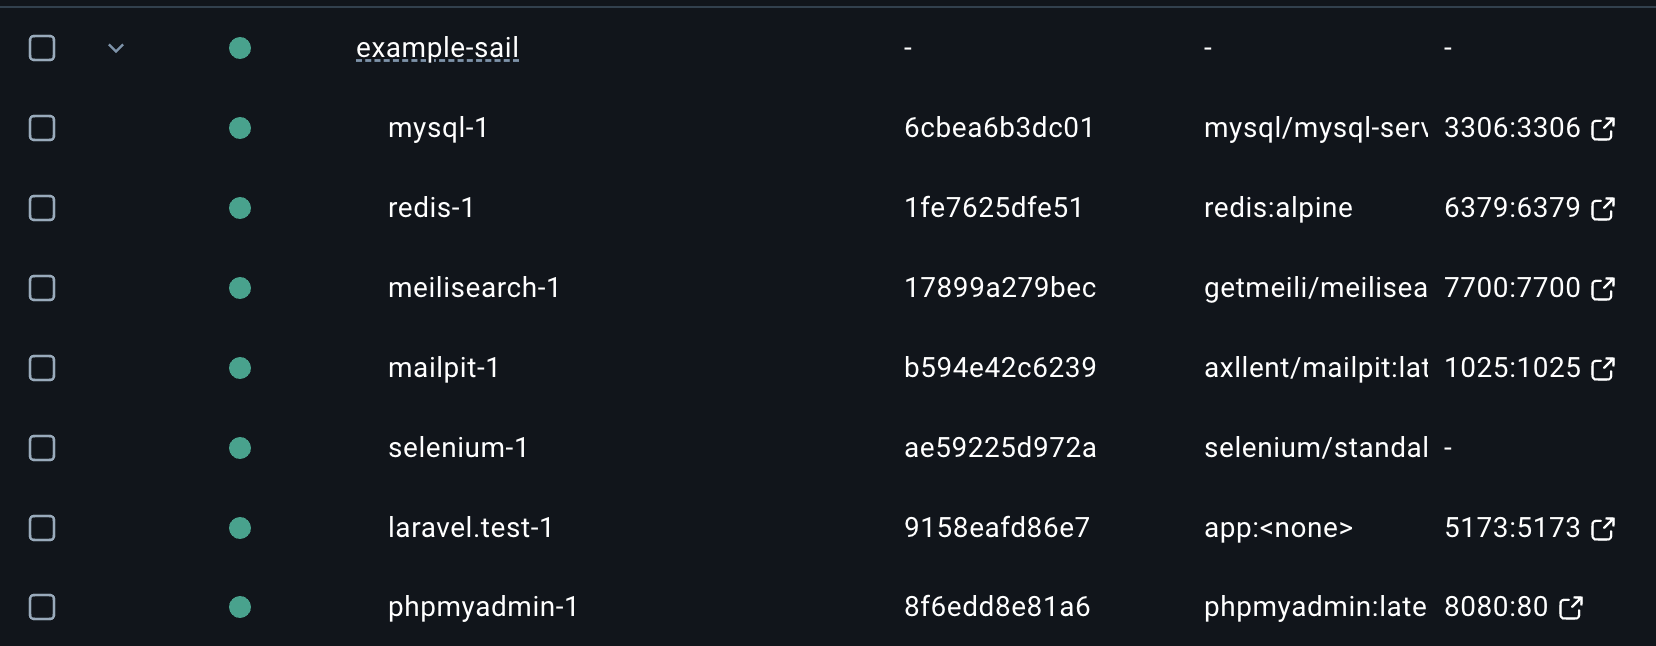 example-sail - - -
mysql-1 6cbea6b3dc01 mysql/mysql-serv 3306:3306
redis-1 1fe7625dfe51 redis:alpine 6379:6379
meilisearch-1 17899a279bec getmeili/meilisea 7700:7700
mailpit-1 b594e42c6239 axllent/mailpit:lat 1025:1025
selenium-1 ae59225d972a selenium/standal -
laravel.test-1 9158eafd86e7 app:<none> 5173:5173
phpmyadmin-1 8f6edd8e81a6 phpmyadmin:late 8080:80